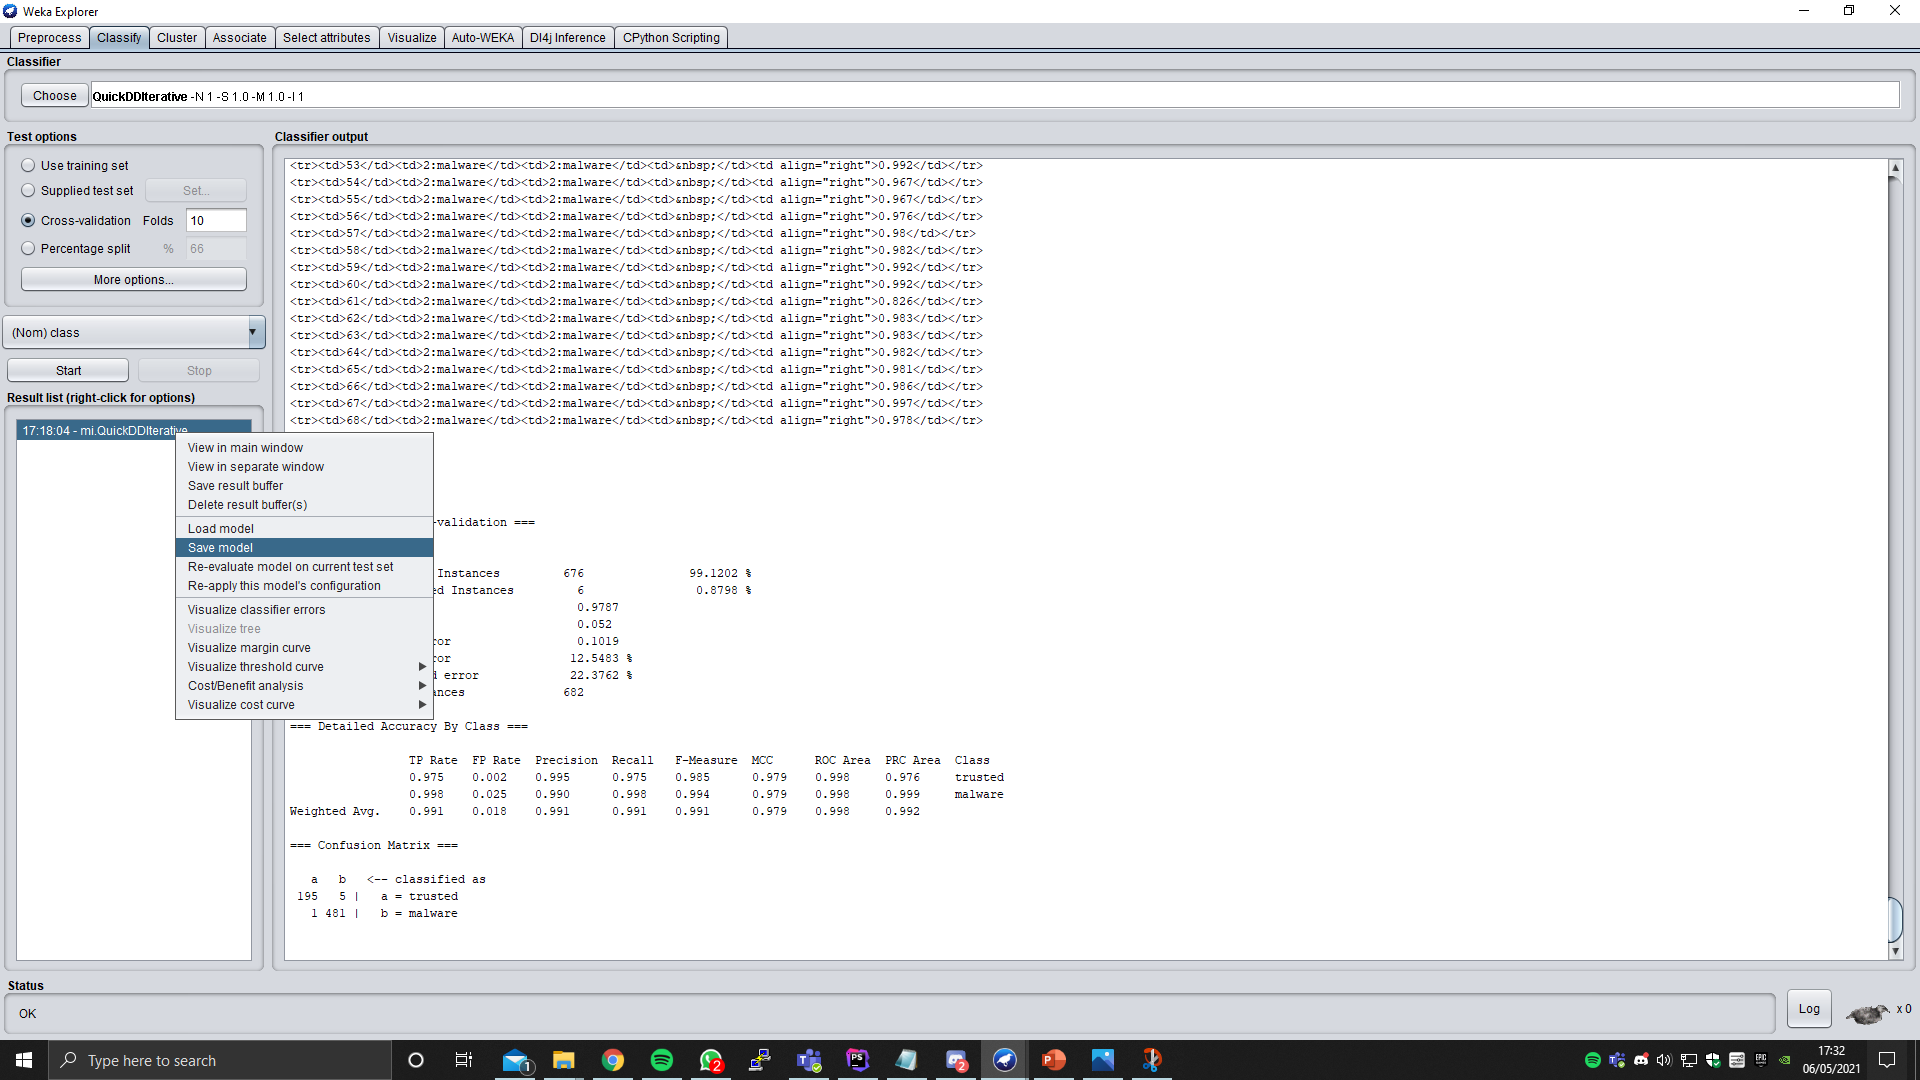 Weka Explorer
Preprocess Classify Cluster Associate Select attributes Visualize Auto-WEKA Dl4j Inference CPython Scripting
Classifier
Choose QuickDDIterative -N 1 -S 1.0 -M 1.0 -I 1
Test options
Use training set
Supplied test set Set...
Cross-validation Folds 10
Percentage split % 66
More options...
(Nom) class
Start Stop
Result list (right-click for options)
17:18:04 - mi.QuickDDIterative
View in main window
View in separate window
Save result buffer
Delete result buffer(s)
Load model
Save model
Re-evaluate model on current test set
Re-apply this model's configuration
Visualize classifier errors
Visualize tree
Visualize margin curve
Visualize threshold curve
Cost/Benefit analysis
Visualize cost curve
Classifier output
<tr><td>53</td><td>2:malware</td><td>2:malware</td><td>&nbsp;</td><td align="right">0.992</td></tr>
<tr><td>54</td><td>2:malware</td><td>2:malware</td><td>&nbsp;</td><td align="right">0.967</td></tr>
<tr><td>55</td><td>2:malware</td><td>2:malware</td><td>&nbsp;</td><td align="right">0.967</td></tr>
<tr><td>56</td><td>2:malware</td><td>2:malware</td><td>&nbsp;</td><td align="right">0.976</td></tr>
<tr><td>57</td><td>2:malware</td><td>2:malware</td><td>&nbsp;</td><td align="right">0.98</td></tr>
<tr><td>58</td><td>2:malware</td><td>2:malware</td><td>&nbsp;</td><td align="right">0.982</td></tr>
<tr><td>59</td><td>2:malware</td><td>2:malware</td><td>&nbsp;</td><td align="right">0.992</td></tr>
<tr><td>60</td><td>2:malware</td><td>2:malware</td><td>&nbsp;</td><td align="right">0.992</td></tr>
<tr><td>61</td><td>2:malware</td><td>2:malware</td><td>&nbsp;</td><td align="right">0.826</td></tr>
<tr><td>62</td><td>2:malware</td><td>2:malware</td><td>&nbsp;</td><td align="right">0.983</td></tr>
<tr><td>63</td><td>2:malware</td><td>2:malware</td><td>&nbsp;</td><td align="right">0.983</td></tr>
<tr><td>64</td><td>2:malware</td><td>2:malware</td><td>&nbsp;</td><td align="right">0.982</td></tr>
<tr><td>65</td><td>2:malware</td><td>2:malware</td><td>&nbsp;</td><td align="right">0.981</td></tr>
<tr><td>66</td><td>2:malware</td><td>2:malware</td><td>&nbsp;</td><td align="right">0.986</td></tr>
<tr><td>67</td><td>2:malware</td><td>2:malware</td><td>&nbsp;</td><td align="right">0.997</td></tr>
<tr><td>68</td><td>2:malware</td><td>2:malware</td><td>&nbsp;</td><td align="right">0.978</td></tr>
-validation ===
Instances 676 99.1202 %
ed Instances 6 0.8798 %
0.9787
0.052
ror 0.1019
ror 12.5483 %
d error 22.3762 %
ances 682
=== Detailed Accuracy By Class ===
TP Rate FP Rate Precision Recall F-Measure MCC ROC Area PRC Area Class
0.975 0.002 0.995 0.975 0.985 0.979 0.998 0.976 trusted
0.998 0.025 0.990 0.998 0.994 0.979 0.998 0.999 malware
Weighted Avg. 0.991 0.018 0.991 0.991 0.991 0.979 0.998 0.992
=== Confusion Matrix ===
a b <-- classified as
195 5 | a = trusted
1 481 | b = malware
Status
OK
Log x 0
Type here to search
1
2
2
17:32
06/05/2021